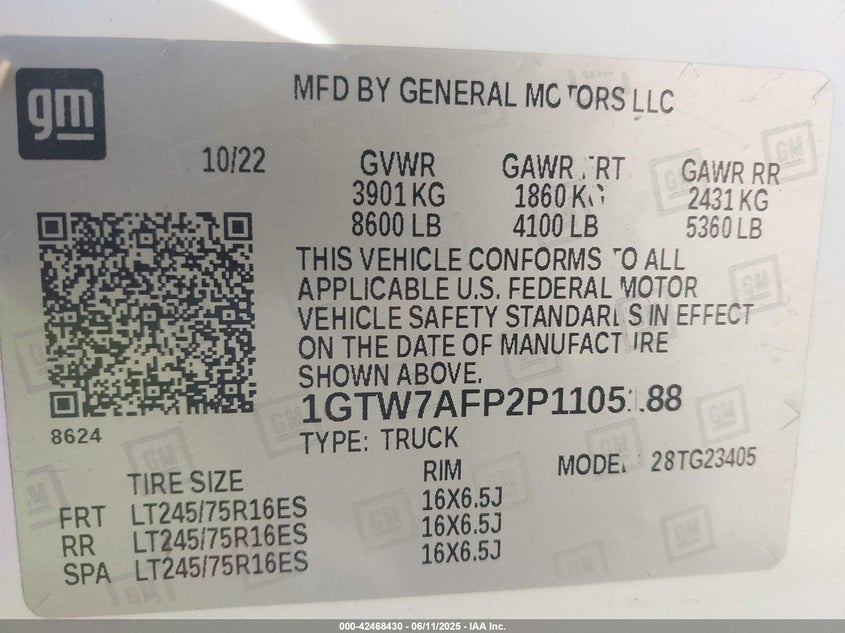 gm
MFD BY GENERAL MOTORS LLC
10/22 GVWR GAWR FRT GAWR RR
3901 KG 1860 KG 2431 KG
8600 LB 4100 LB 5360 LB
THIS VEHICLE CONFORMS TO ALL
APPLICABLE U.S. FEDERAL MOTOR
VEHICLE SAFETY STANDARDS IN EFFECT
ON THE DATE OF MANUFACTURE
SHOWN ABOVE.
1GTW7AFP2P1105188
8624
TYPE: TRUCK
MODEL 28TG23405
TIRE SIZE RIM
FRT LT245/75R16ES 16X6.5J
RR LT245/75R16ES 16X6.5J
SPA LT245/75R16ES 16X6.5J
000-42468430 - 06/11/2025 - IAA Inc.